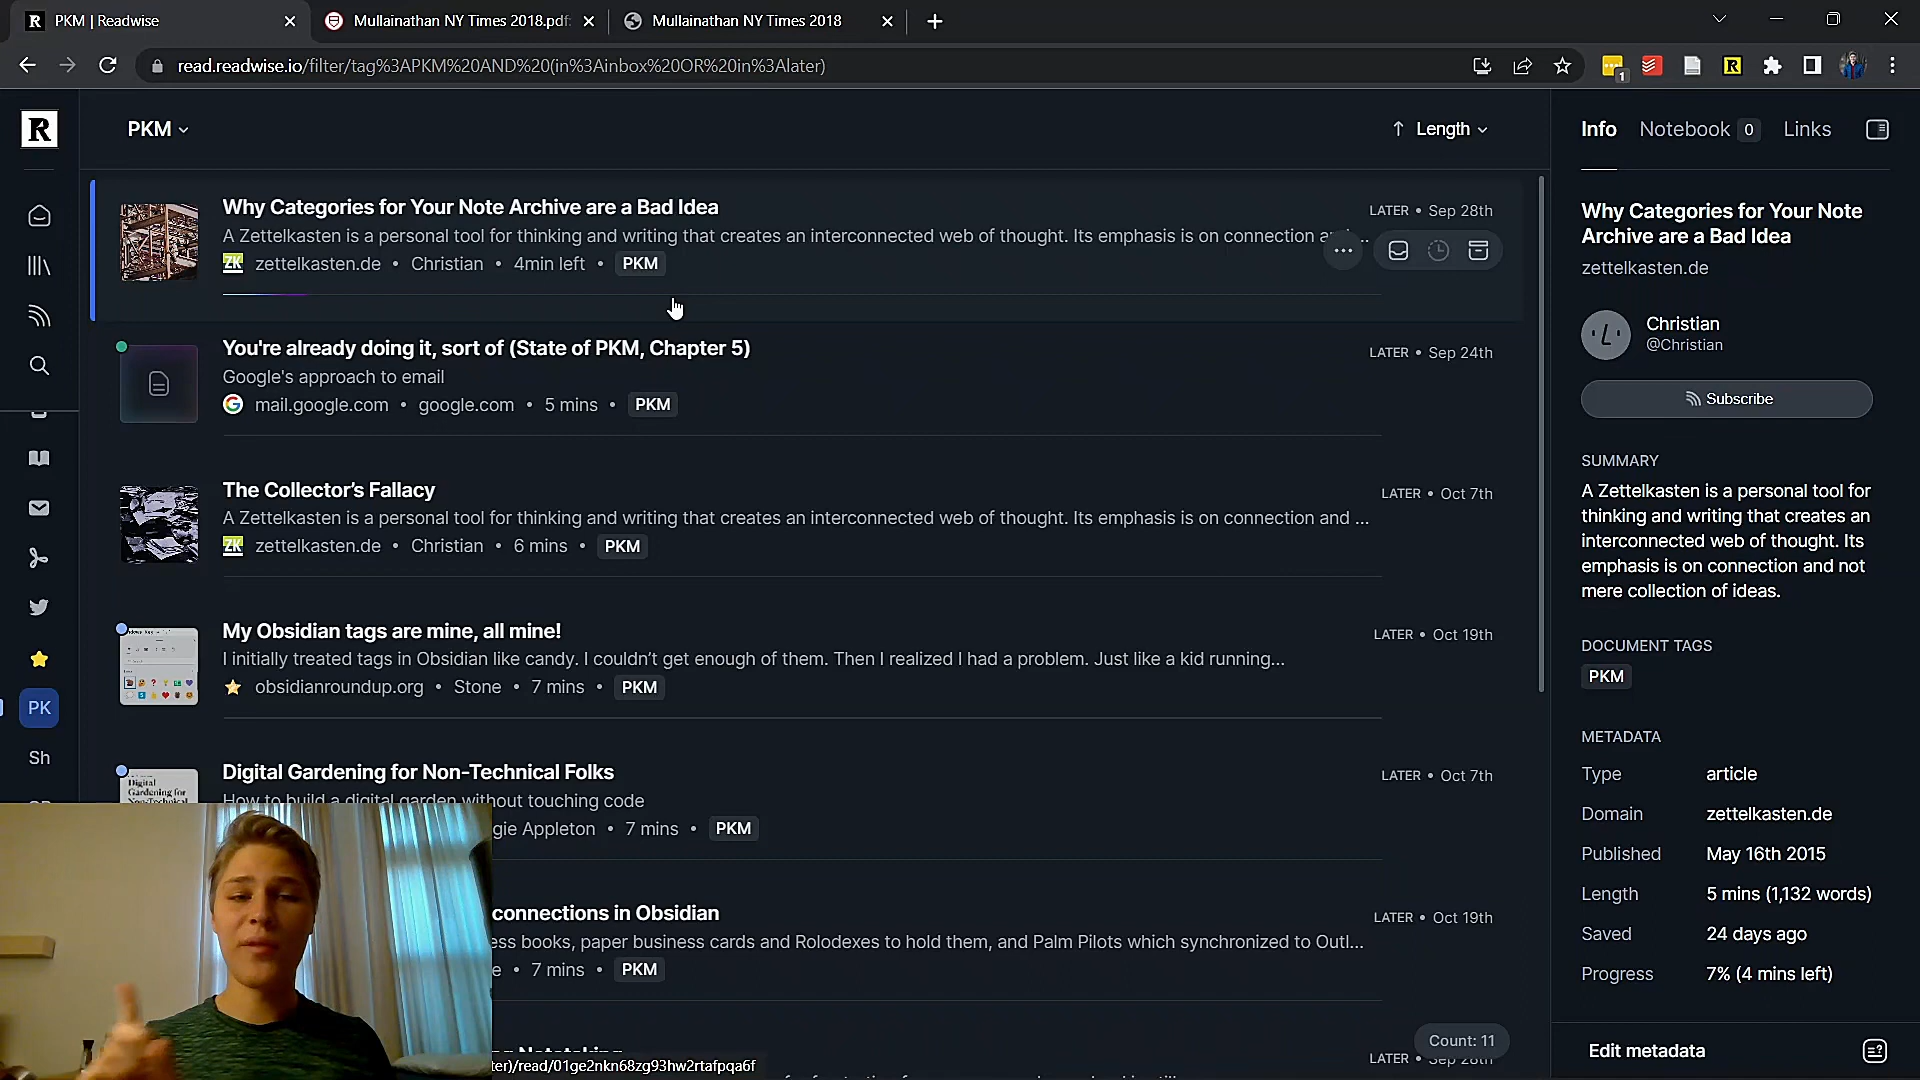 PKM | Readwise
Mullainathan NY Times 2018.pdf
Mullainathan NY Times 2018
read.readwise.io/filter/tag%3APKM%20AND%20(in%3Ainbox%20OR%20in%3Alater)
1
R
PKM
Length
Info Notebook 0 Links
Why Categories for Your Note Archive are a Bad Idea
LATER • Sep 28th
A Zettelkasten is a personal tool for thinking and writing that creates an interconnected web of thought. Its emphasis is on connection
ZK zettelkasten.de • Christian • 4min left • PKM
You're already doing it, sort of (State of PKM, Chapter 5)
LATER • Sep 24th
Google's approach to email
mail.google.com • google.com • 5 mins • PKM
The Collector's Fallacy
LATER • Oct 7th
A Zettelkasten is a personal tool for thinking and writing that creates an interconnected web of thought. Its emphasis is on connection and ...
ZK zettelkasten.de • Christian • 6 mins • PKM
My Obsidian tags are mine, all mine!
LATER • Oct 19th
I initially treated tags in Obsidian like candy. I couldn't get enough of them. Then I realized I had a problem. Just like a kid running...
obsidianroundup.org • Stone • 7 mins • PKM
Digital Gardening for Non-Technical Folks
LATER • Oct 7th
How to build a digital garden without touching code
gie Appleton • 7 mins • PKM
connections in Obsidian
LATER • Oct 19th
ess books, paper business cards and Rolodexes to hold them, and Palm Pilots which synchronized to Outl...
e • 7 mins • PKM
Count: 11
LATER • Sep 28th
ter)/read/01ge2nkn68zg93hw2rtafpqa6f
PK
Sh
Why Categories for Your Note
Archive are a Bad Idea
zettelkasten.de
Christian
@Christian
Subscribe
SUMMARY
A Zettelkasten is a personal tool for
thinking and writing that creates an
interconnected web of thought. Its
emphasis is on connection and not
mere collection of ideas.
DOCUMENT TAGS
PKM
METADATA
Type article
Domain zettelkasten.de
Published May 16th 2015
Length 5 mins (1,132 words)
Saved 24 days ago
Progress 7% (4 mins left)
Edit metadata